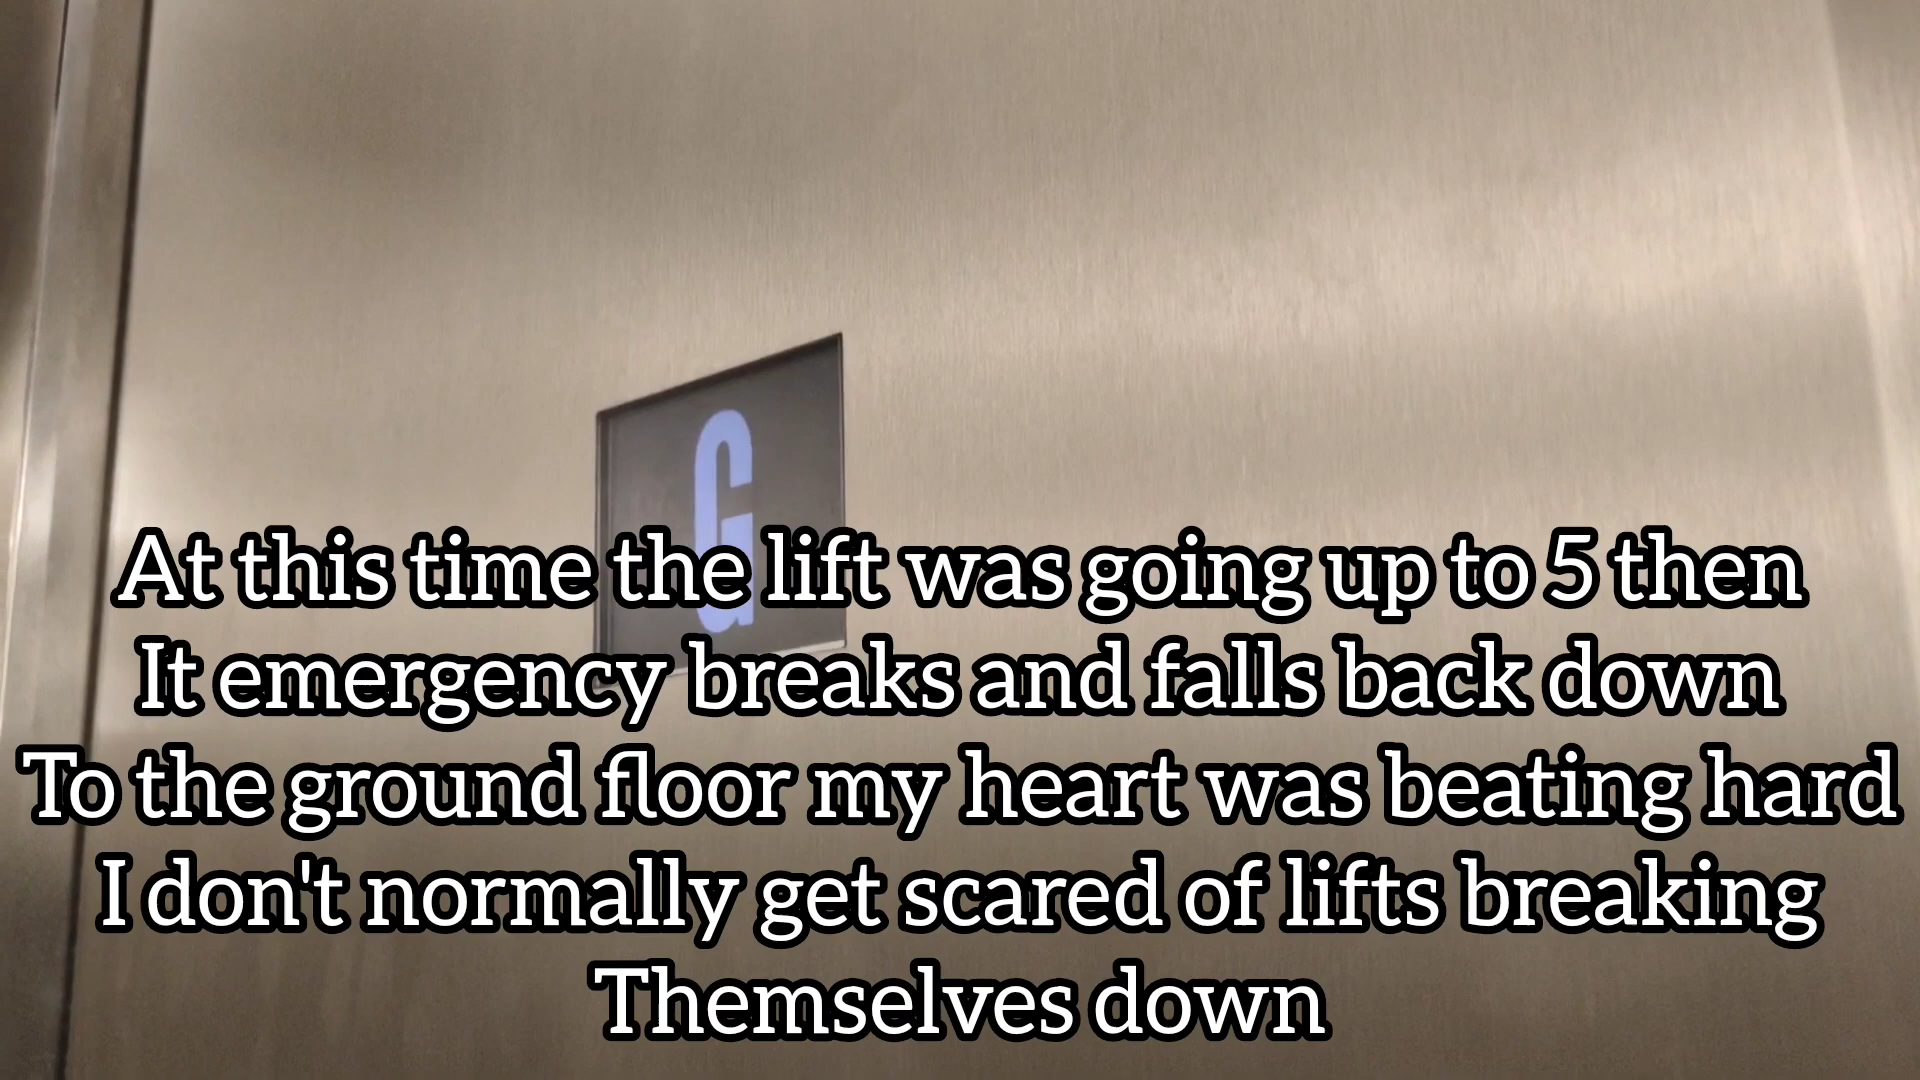 G
At this time the lift was going up to 5 then
It emergency breaks and falls back down
To the ground floor my heart was beating hard
I don't normally get scared of lifts breaking
Themselves down